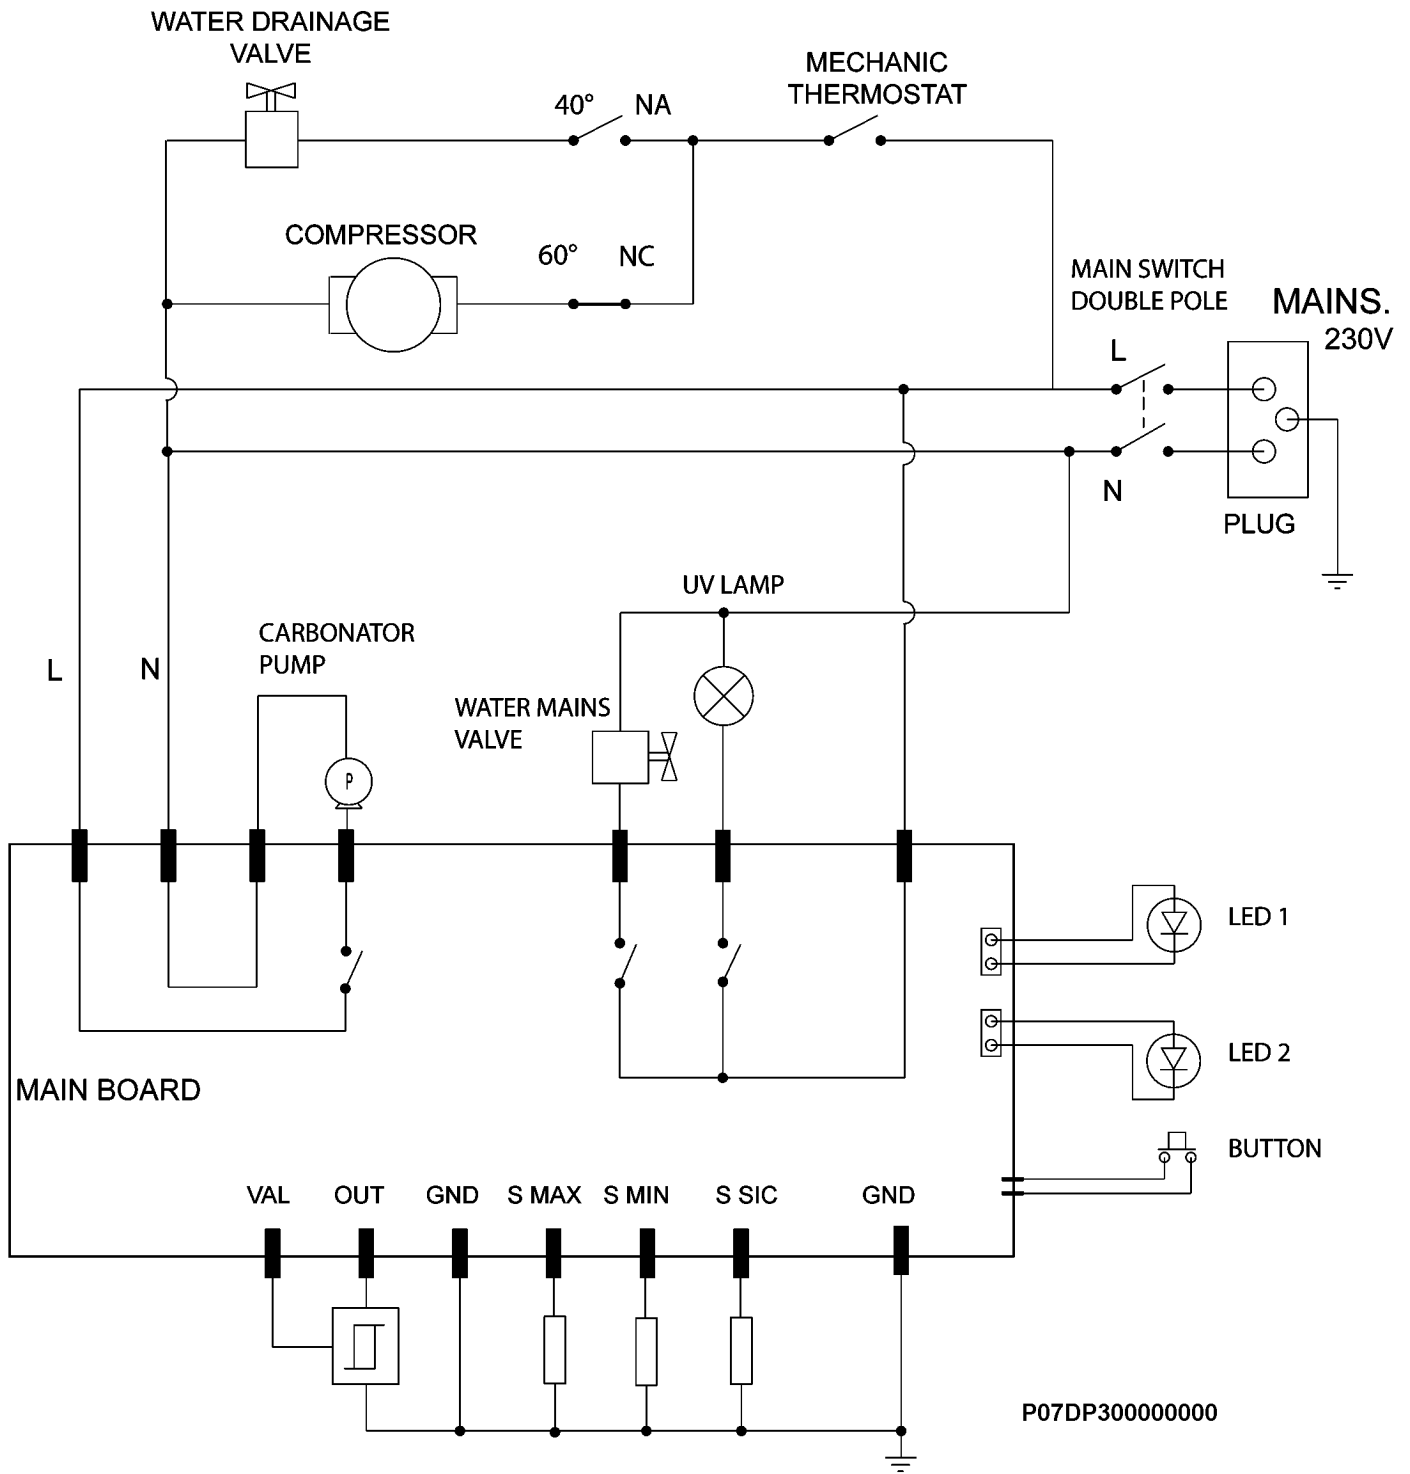 WATER DRAINAGE
VALVE
MECHANIC
THERMOSTAT
40° NA
COMPRESSOR
60° NC
MAIN SWITCH
DOUBLE POLE
MAINS.
230V
L
N
PLUG
UV LAMP
CARBONATOR
PUMP
L
N
WATER MAINS
VALVE
P
LED 1
LED 2
MAIN BOARD
BUTTON
VAL OUT GND S MAX S MIN S SIC GND
P07DP300000000